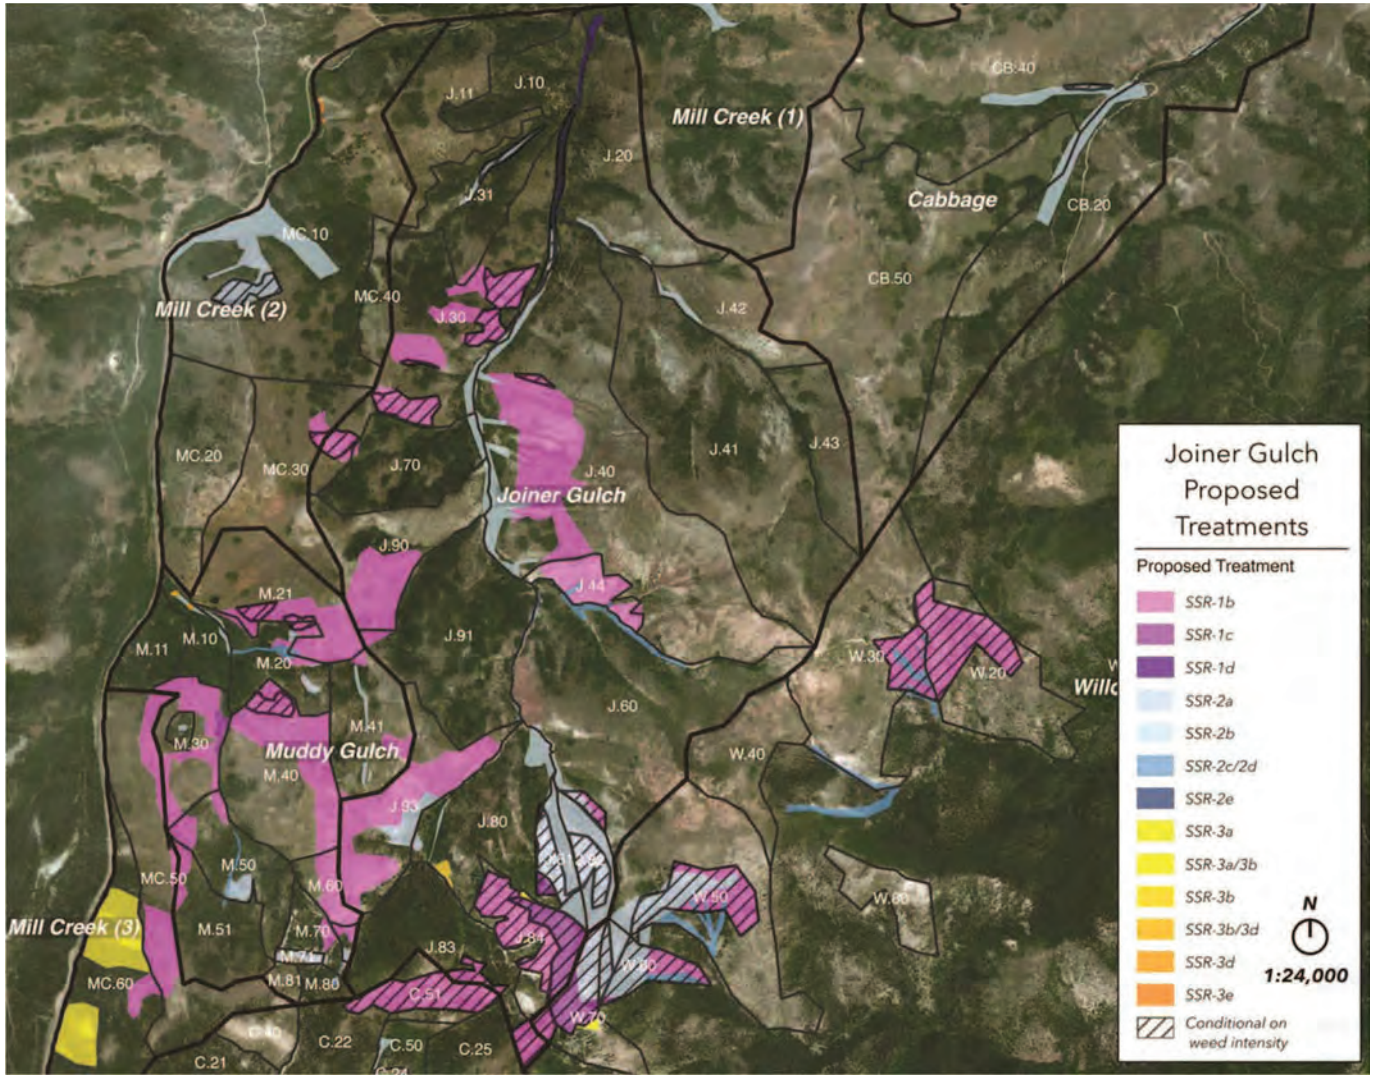 CB.40
J.10
J.11
Mill Creek (1)
J.20
J.31
Cabbage
CB.20
MC.10
CB.50
MC.40
Mill Creek (2)
J.42
J.30
J.43
J.41
MC.20
J.70
MC.30
J.40
Joiner Gulch
J.90
J.44
M.21
M.10
J.91
M.11
M.20
W.30
W.20
J.60
M.41
M.30
Muddy Gulch
W.40
M.40
J.93
J.80
M.50
MC.50
M.60
W.50
W.60
Mill Creek (3)
M.51
M.70
J.84
J.83
M.71
MC.60
M.81
M.80
C.51
W.70
C.40
C.22
C.50
C.25
C.21
C.24
Joiner Gulch
Proposed
Treatments
Proposed Treatment
SSR-1b
SSR-1c
SSR-1d
SSR-2a
SSR-2b
SSR-2c/2d
SSR-2e
SSR-3a
SSR-3a/3b
SSR-3b
SSR-3b/3d
SSR-3d
SSR-3e
Conditional on
weed intensity
N
1:24,000